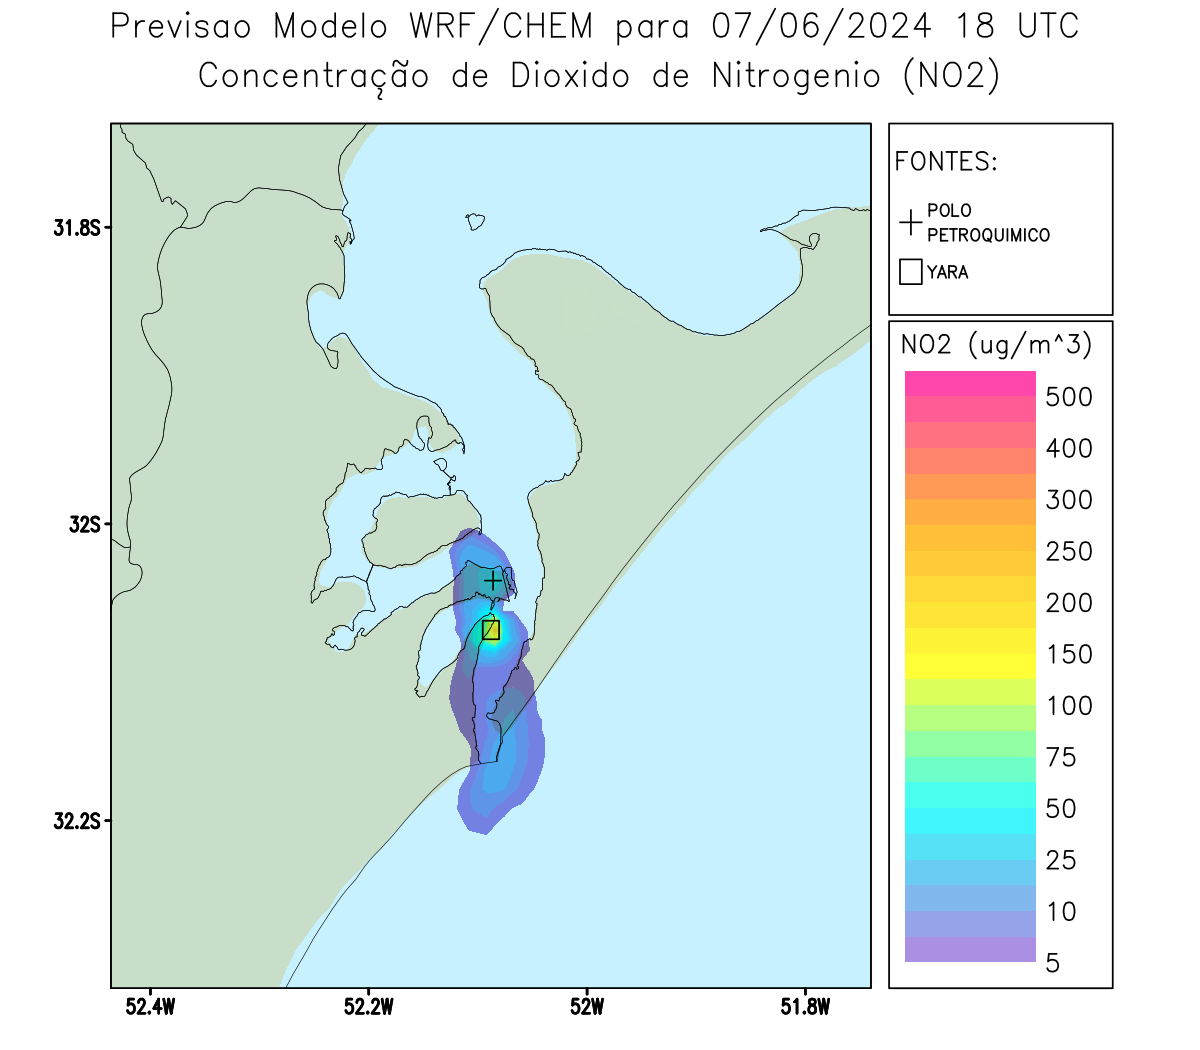 Previsao Modelo WRF/CHEM para 07/06/2024 18 UTC
Concentração de Dioxido de Nitrogenio (NO2)
FONTES:
POLO
PETROQUIMICO
YARA
NO2 (ug/m^3)
500
400
300
250
200
150
100
75
50
25
10
5
31.8S
32S
32.2S
52.4W
52.2W
52W
51.8W